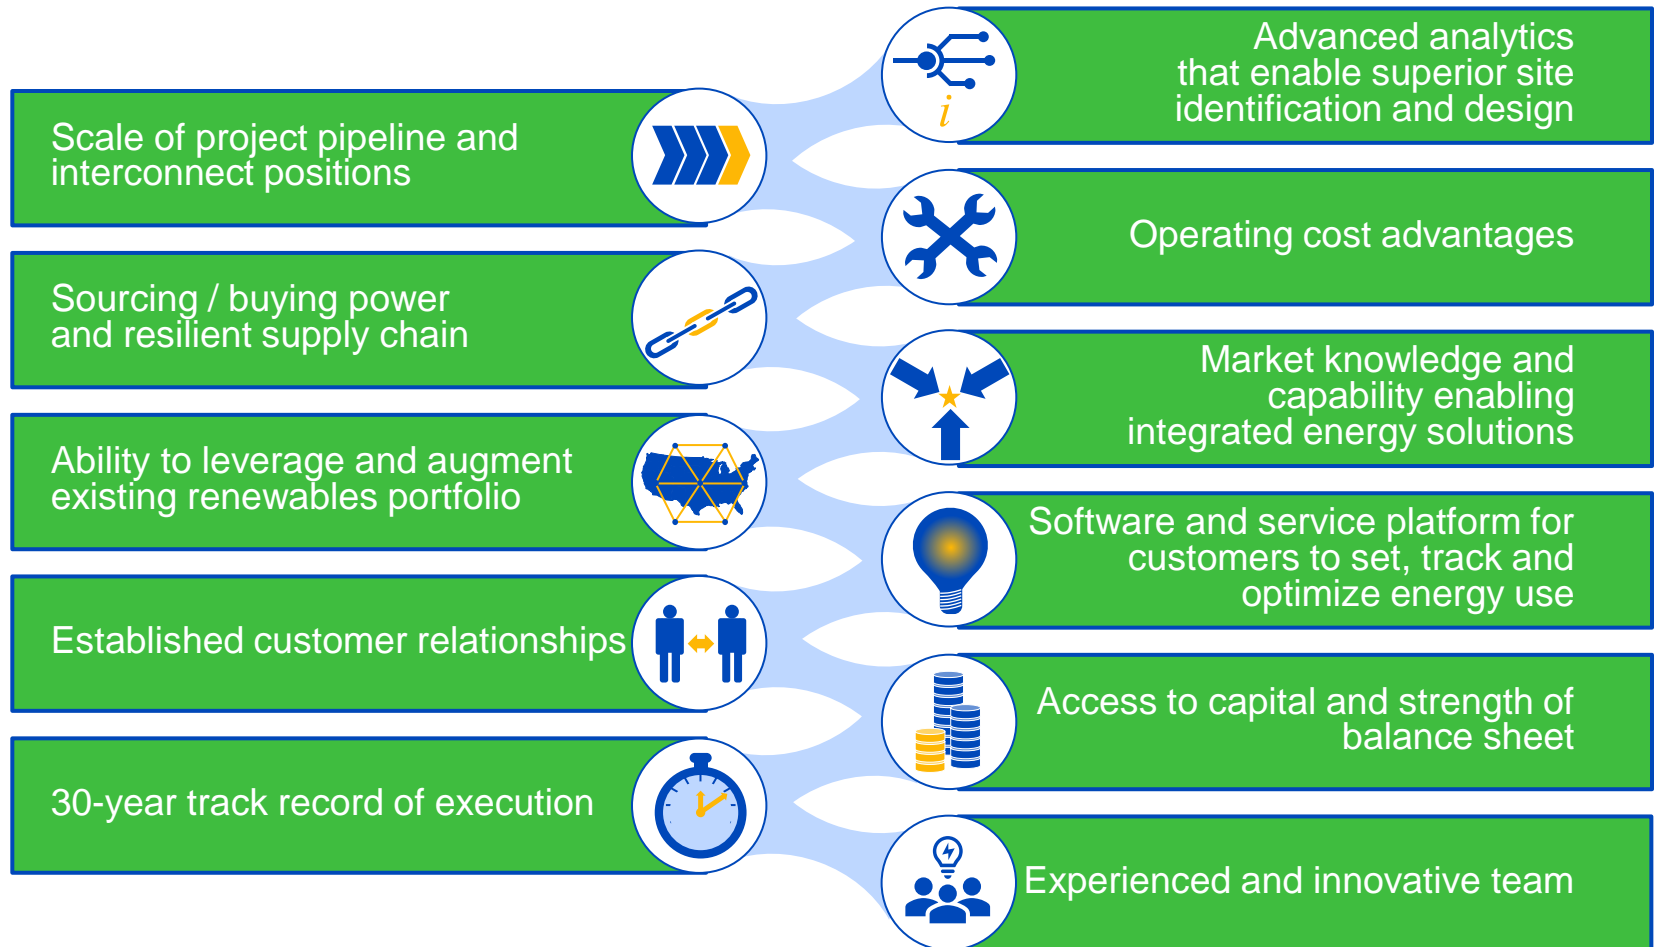 Scale of project pipeline and
interconnect positions
Sourcing / buying power
and resilient supply chain
Ability to leverage and augment
existing renewables portfolio
Established customer relationships
30-year track record of execution
Advanced analytics
that enable superior site
identification and design
i
Operating cost advantages
Market knowledge and
capability enabling
integrated energy solutions
Software and service platform for
customers to set, track and
optimize energy use
Access to capital and strength of
balance sheet
Experienced and innovative team